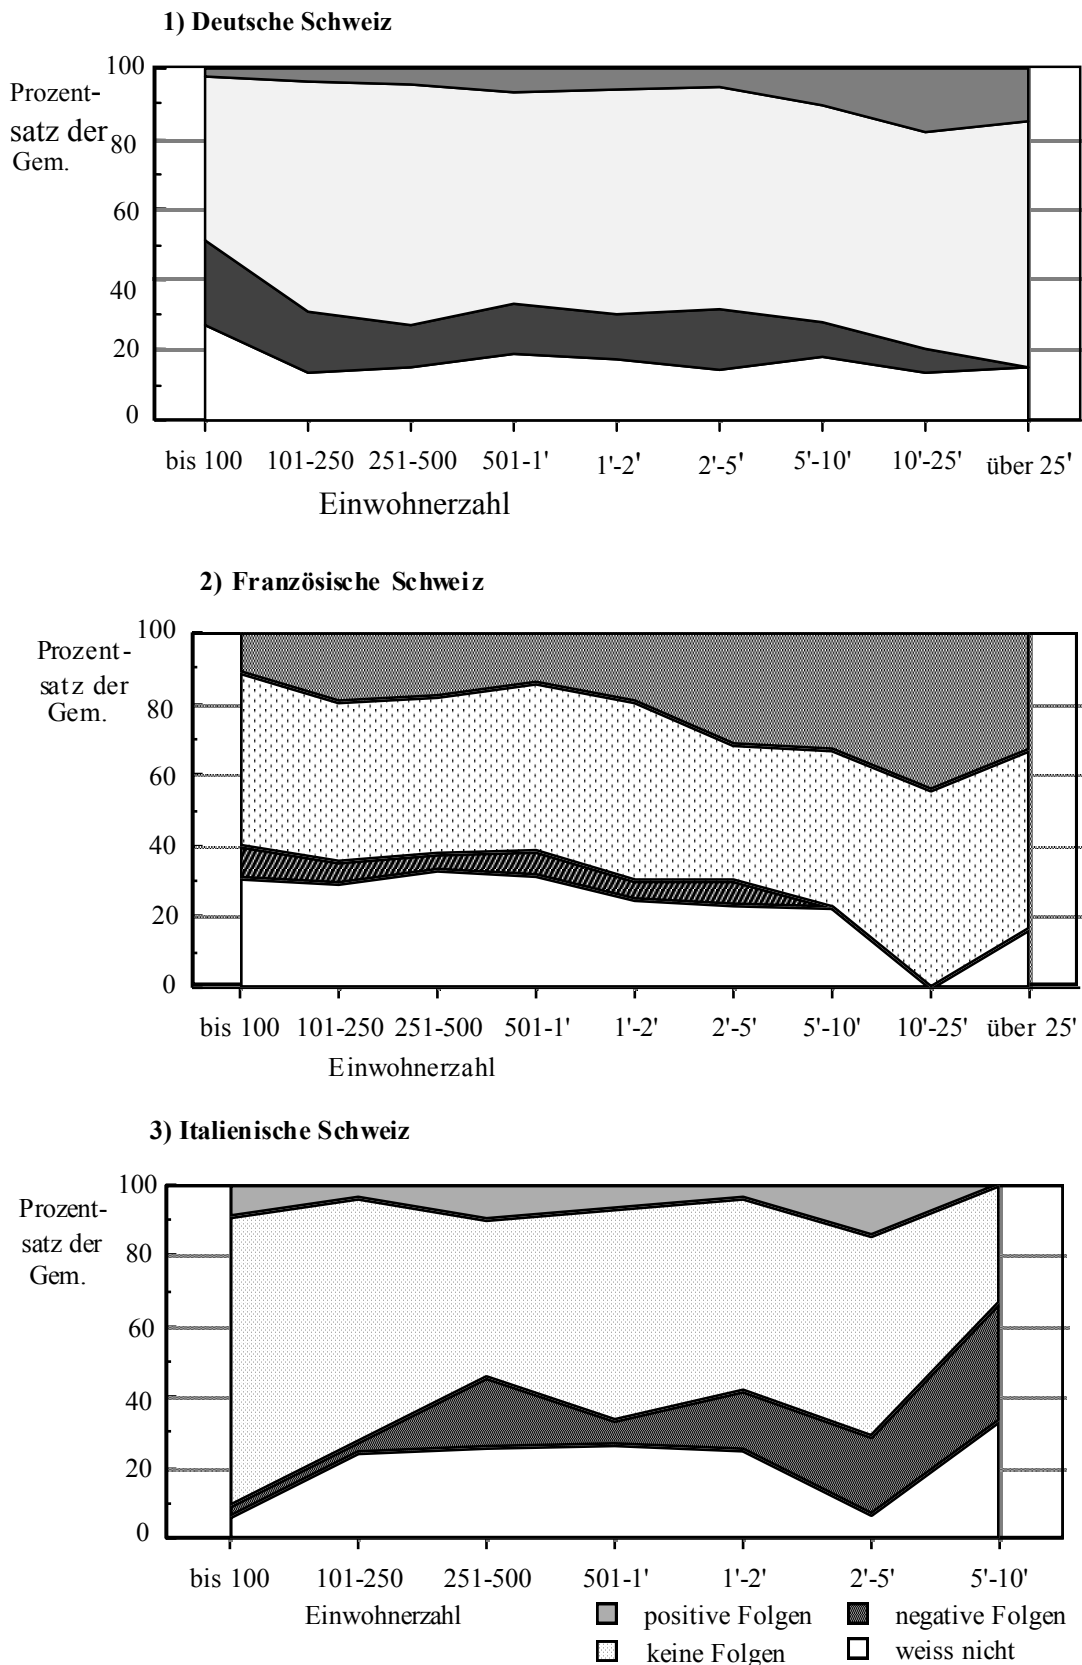 1) Deutsche Schweiz
100
Prozent-
satz der
80
Gem.
60
40
20
0
bis 100 101-250 251-500 501-1' 1'-2' 2'-5' 5'-10' 10'-25' über 25'
Einwohnerzahl
2) Französische Schweiz
100
Prozent-
satz der
80
Gem.
60
40
20
0
bis 100 101-250 251-500 501-1' 1'-2' 2'-5' 5'-10' 10'-25' über 25'
Einwohnerzahl
3) Italienische Schweiz
100
Prozent-
satz der
80
Gem.
60
40
20
0
bis 100 101-250 251-500 501-1' 1'-2' 2'-5' 5'-10'
Einwohnerzahl
positive Folgen negative Folgen
keine Folgen weiss nicht